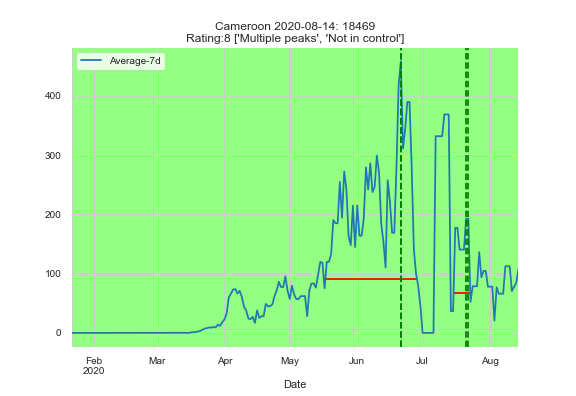 Cameroon 2020-08-14: 18469
Rating:8 ['Multiple peaks', 'Not in control']
Average-7d
400
300
200
100
0
Feb Mar Apr May Jun Jul Aug
2020
Date